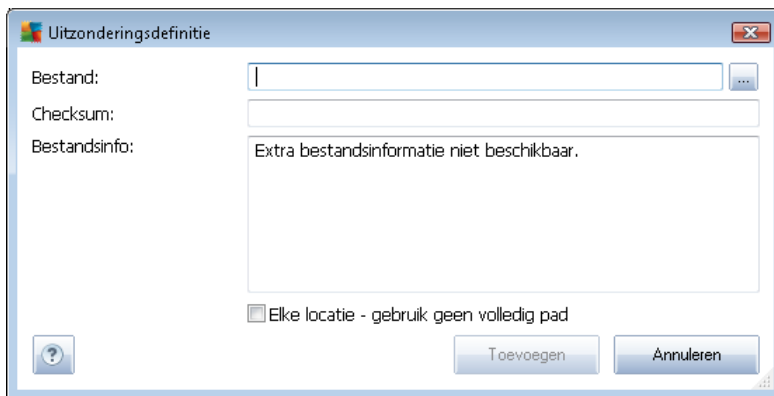 Uitzonderingsdefinitie
Bestand:
...
Checksum:
Bestandsinfo:
Extra bestandsinformatie niet beschikbaar.
Elke locatie - gebruik geen volledig pad
?
Toevoegen
Annuleren